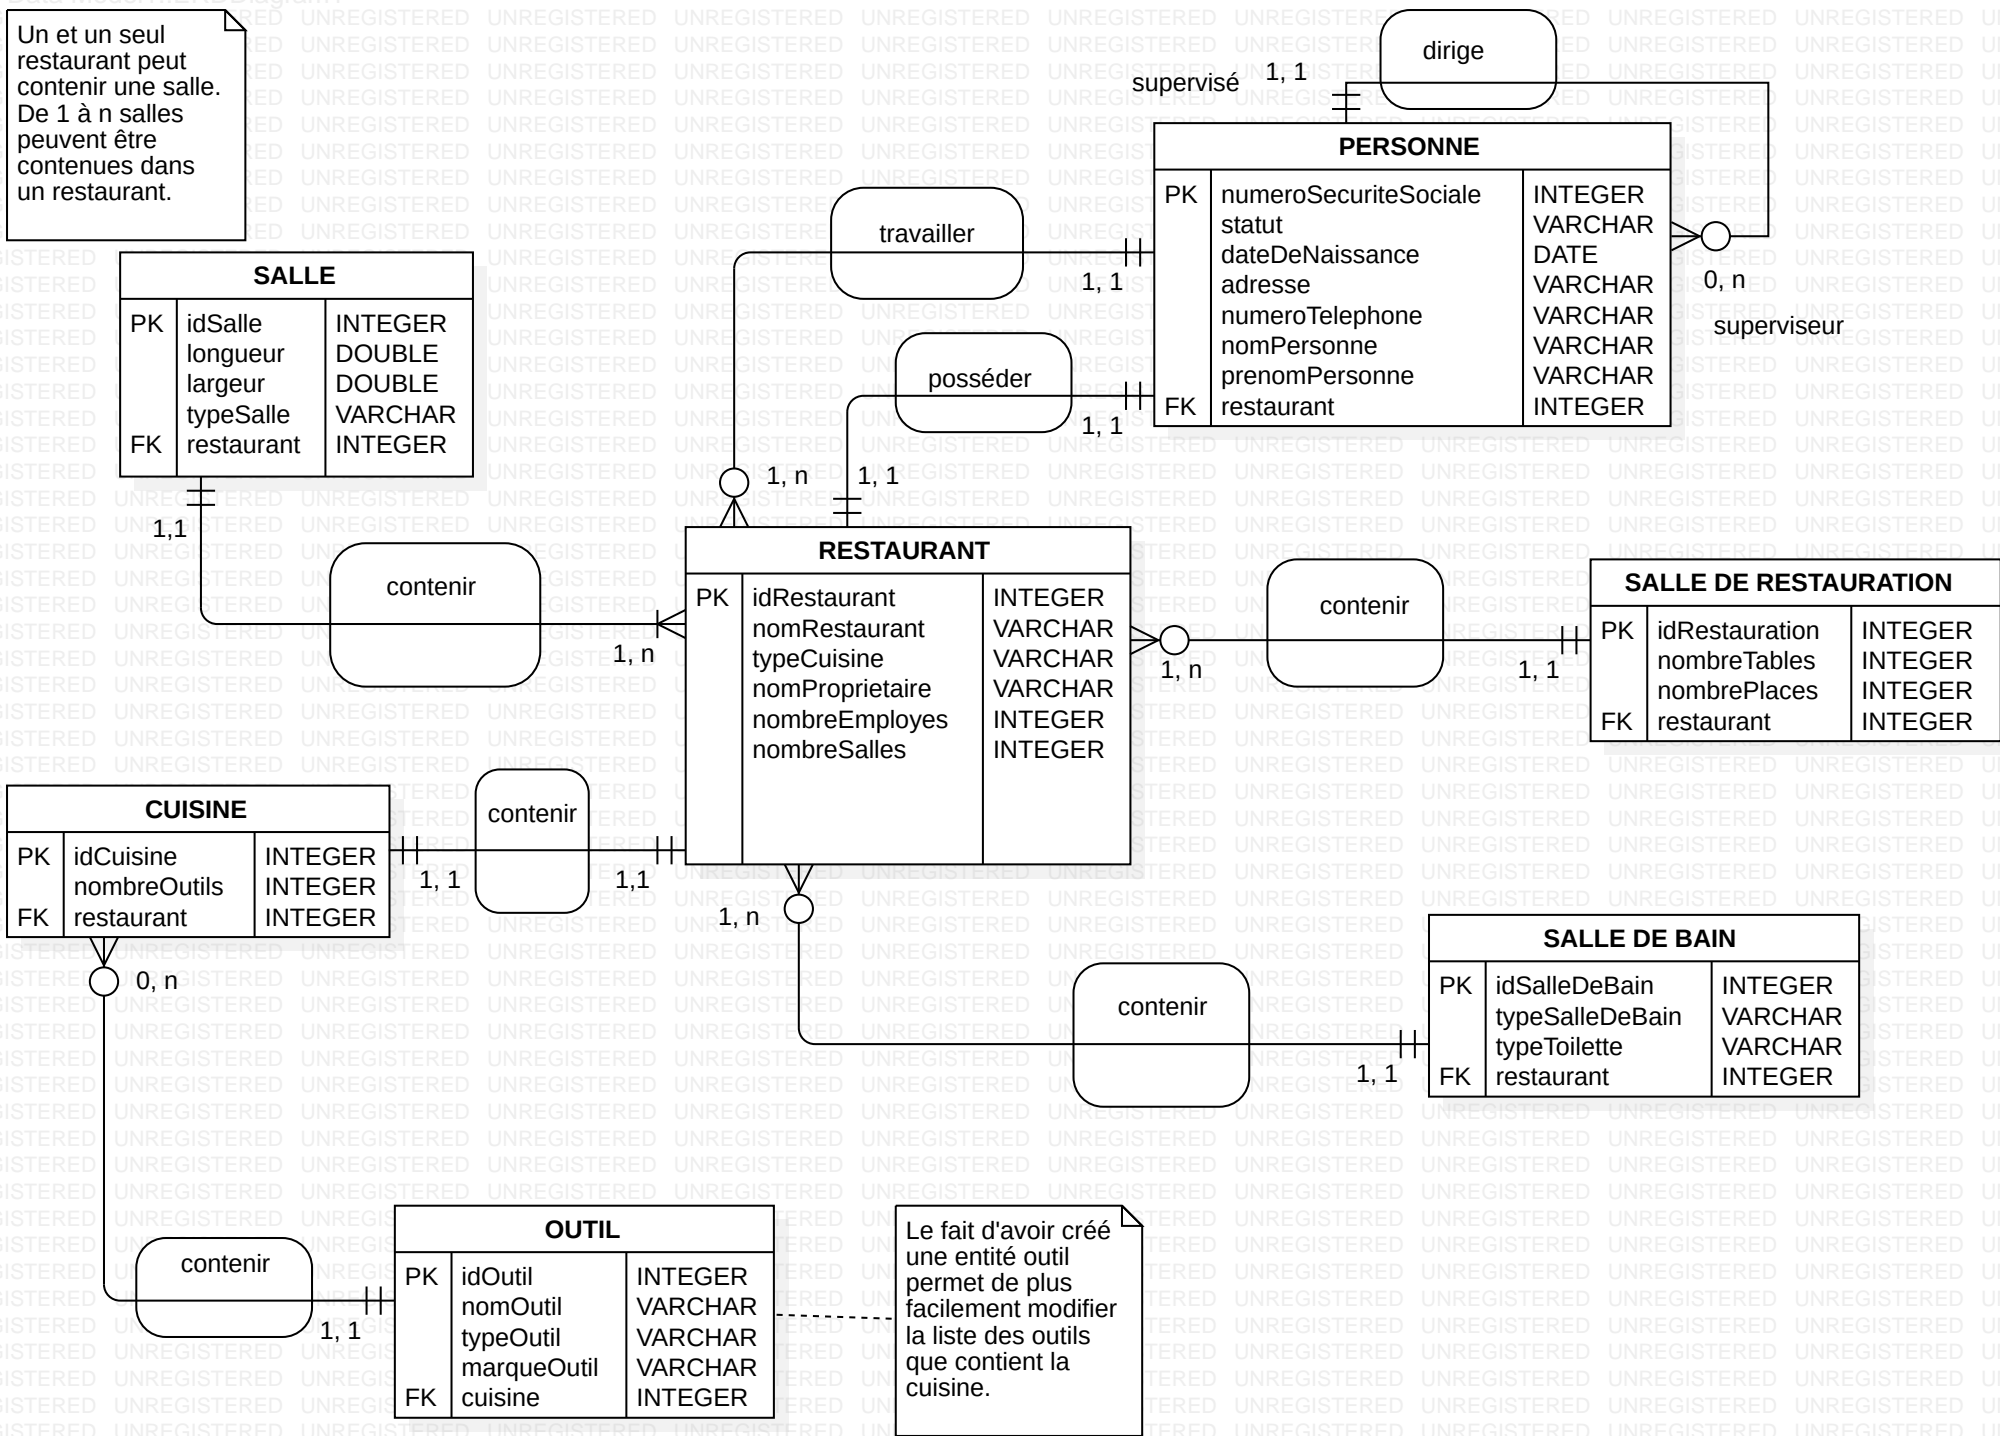 Un et un seul
restaurant peut
contenir une salle.
De 1 à n salles
peuvent être
contenues dans
un restaurant.
dirige
supervisé 1, 1
PERSONNE
PK numeroSecuriteSociale INTEGER
statut VARCHAR
dateDeNaissance DATE
adresse VARCHAR
numeroTelephone VARCHAR
nomPersonne VARCHAR
prenomPersonne VARCHAR
FK restaurant INTEGER
0, n
superviseur
travailler
1, 1
posséder
1, 1
1, n
1, 1
SALLE
PK idSalle INTEGER
longueur DOUBLE
largeur DOUBLE
typeSalle VARCHAR
FK restaurant INTEGER
1,1
contenir
1, n
RESTAURANT
PK idRestaurant INTEGER
nomRestaurant VARCHAR
typeCuisine VARCHAR
nomProprietaire VARCHAR
nombreEmployes INTEGER
nombreSalles INTEGER
contenir
1, n
1, 1
SALLE DE RESTAURATION
PK idRestauration INTEGER
nombreTables INTEGER
nombrePlaces INTEGER
FK restaurant INTEGER
CUISINE
PK idCuisine INTEGER
nombreOutils INTEGER
FK restaurant INTEGER
contenir
1, 1
1,1
0, n
1, n
contenir
1, 1
SALLE DE BAIN
PK idSalleDeBain INTEGER
typeSalleDeBain VARCHAR
typeToilette VARCHAR
FK restaurant INTEGER
contenir
1, 1
OUTIL
PK idOutil INTEGER
nomOutil VARCHAR
typeOutil VARCHAR
marqueOutil VARCHAR
FK cuisine INTEGER
Le fait d'avoir créé
une entité outil
permet de plus
facilement modifier
la liste des outils
que contient la
cuisine.
UNREGISTERED